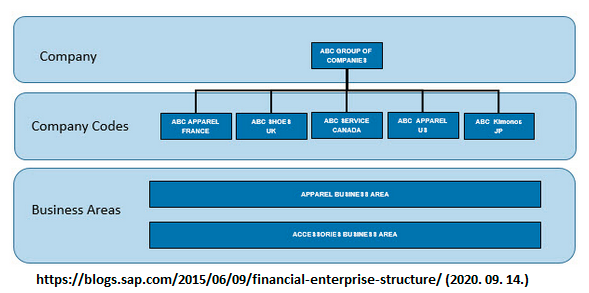 Company
ABC GROUP OF
COMPANIES
Company Codes
ABC APPAREL
FRANCE
ABC SHOES
UK
ABC SERVICE
CANADA
ABC APPAREL
US
ABC Kimonos
JP
Business Areas
APPAREL BUSINESS AREA
ACCESSORIES BUSINESS AREA
https://blogs.sap.com/2015/06/09/financial-enterprise-structure/ (2020. 09. 14.)